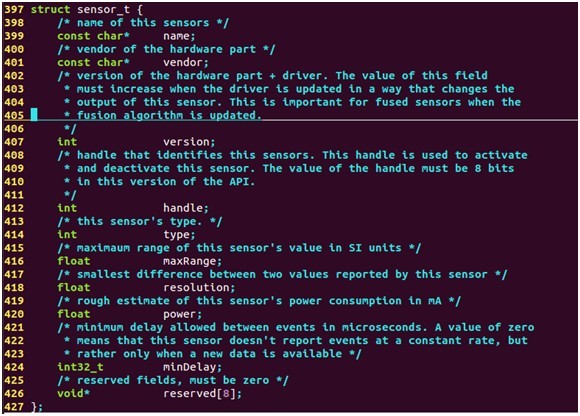 397 struct sensor_t {
398     /* name of this sensors */
399     const char*     name;
400     /* vendor of the hardware part */
401     const char*     vendor;
402     /* version of the hardware part + driver. The value of this field
403      * must increase when the driver is updated in a way that changes the
404      * output of this sensor. This is important for fused sensors when the
405      * fusion algorithm is updated.
406      */
407     int             version;
408     /* handle that identifies this sensors. This handle is used to activate
409      * and deactivate this sensor. The value of the handle must be 8 bits
410      * in this version of the API.
411      */
412     int             handle;
413     /* this sensor's type. */
414     int             type;
415     /* maximaum range of this sensor's value in SI units */
416     float           maxRange;
417     /* smallest difference between two values reported by this sensor */
418     float           resolution;
419     /* rough estimate of this sensor's power consumption in mA */
420     float           power;
421     /* minimum delay allowed between events in microseconds. A value of zero
422      * means that this sensor doesn't report events at a constant rate, but
423      * rather only when a new data is available */
424     int32_t         minDelay;
425     /* reserved fields, must be zero */
426     void*           reserved[8];
427 };